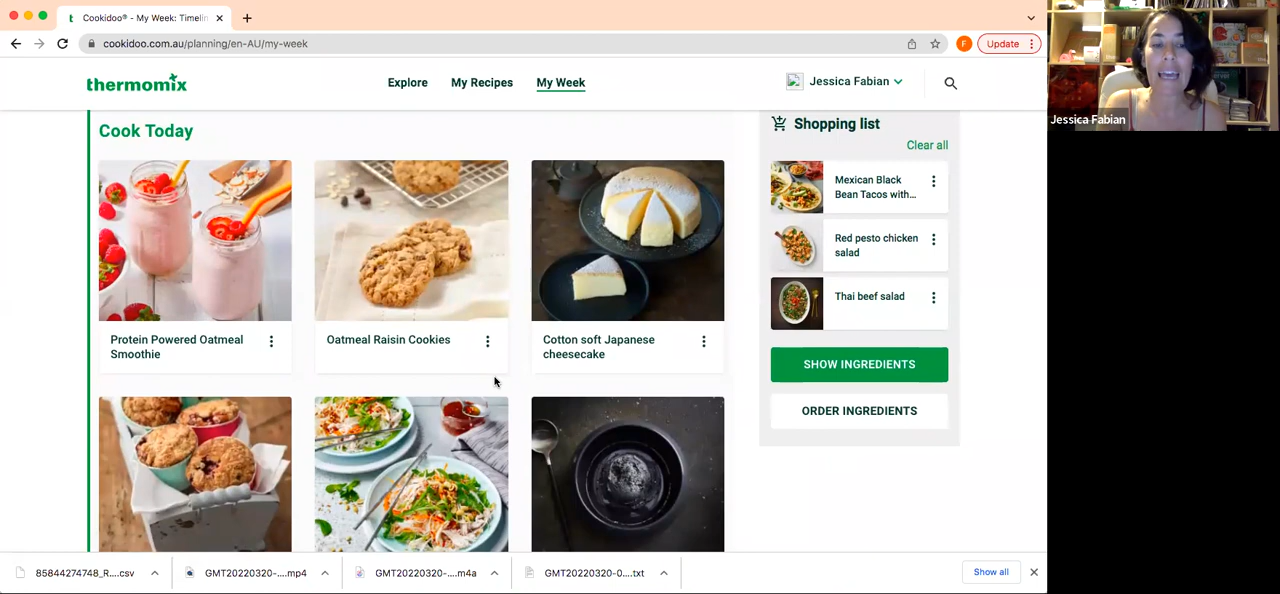 Cookidoo® - My Week: Timelin
cookidoo.com.au/planning/en-AU/my-week
F
Update
thermomix
Explore
My Recipes
My Week
Jessica Fabian
Jessica Fabian
Cook Today
Protein Powered Oatmeal
Smoothie
Oatmeal Raisin Cookies
Cotton soft Japanese
cheesecake
Shopping list
Clear all
Mexican Black
Bean Tacos with...
Red pesto chicken
salad
Thai beef salad
SHOW INGREDIENTS
ORDER INGREDIENTS
85844274748_R....csv
GMT20220320-....mp4
GMT20220320-....m4a
GMT20220320-0....txt
Show all